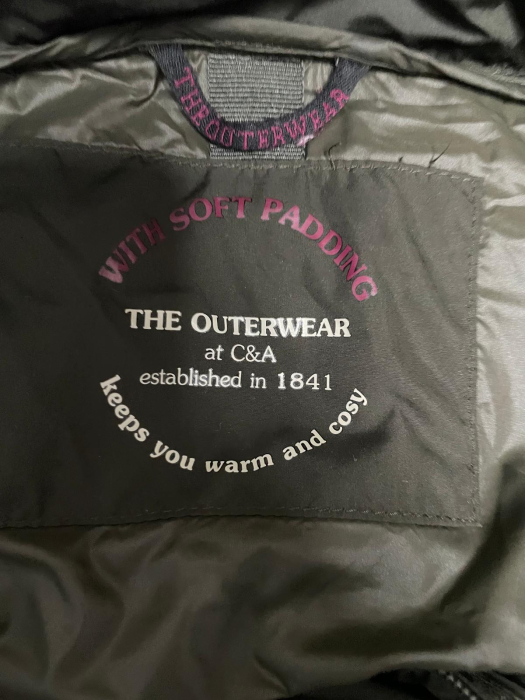 THE OUTERWEAR
WITH SOFT PADDING
THE OUTERWEAR
at C&A
established in 1841
keeps you warm and cosy